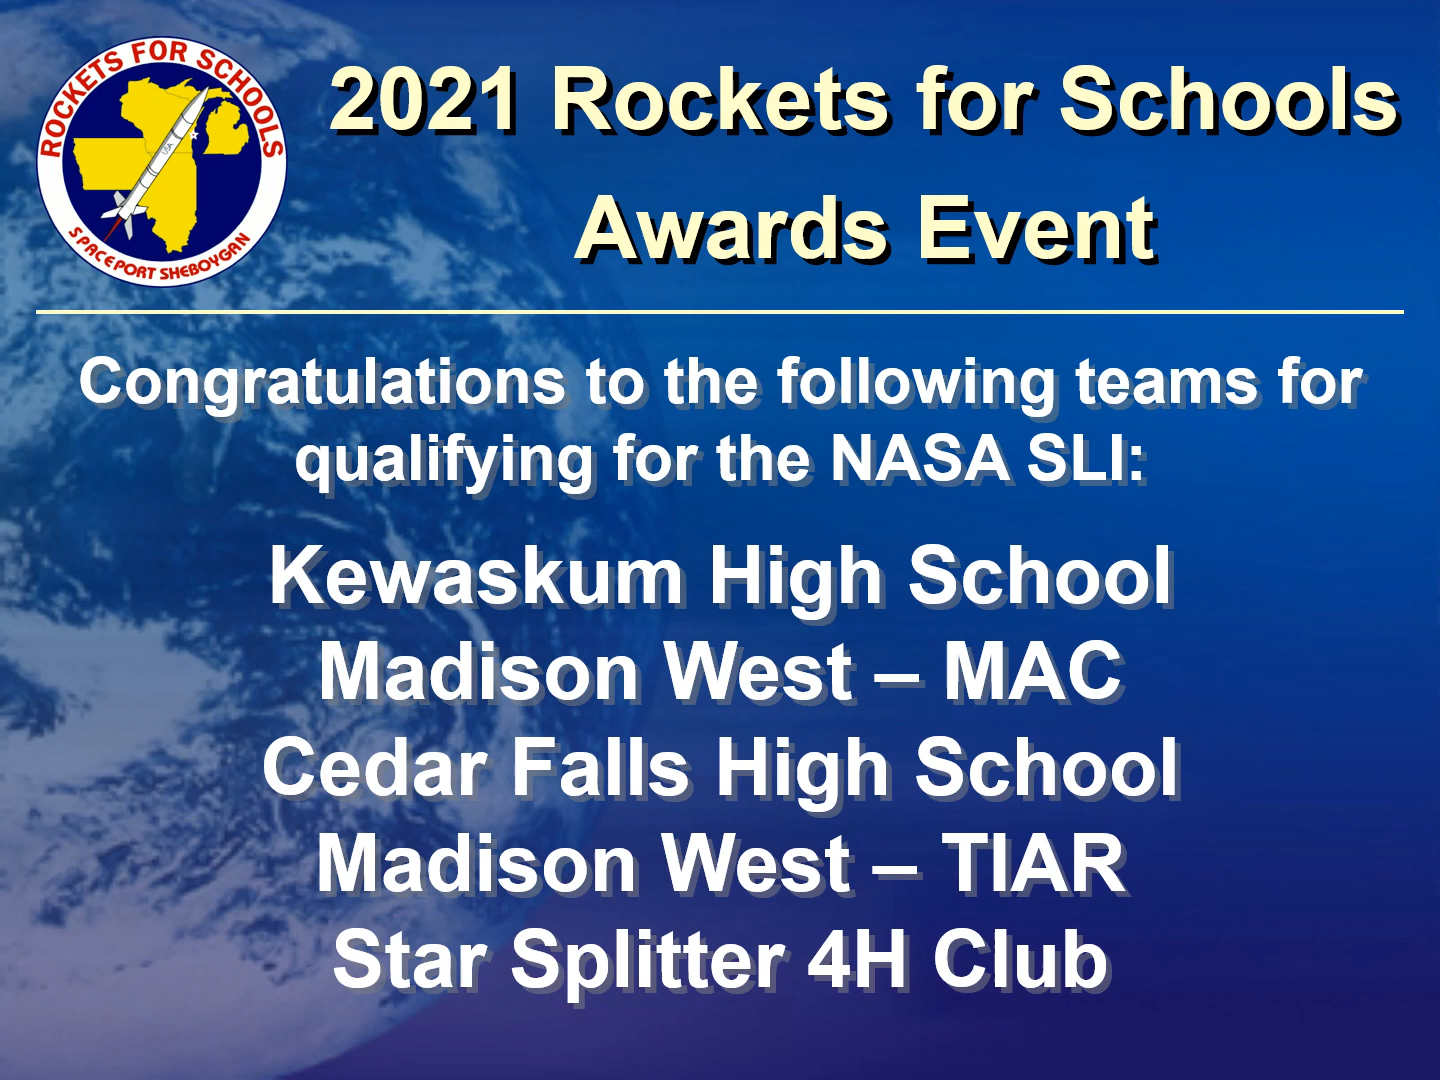 ROCKETS FOR SCHOOLS
USA
SPACEPORT SHEBOYGAN
2021 Rockets for Schools
Awards Event
Congratulations to the following teams for
qualifying for the NASA SLI:
Kewaskum High School
Madison West – MAC
Cedar Falls High School
Madison West – TIAR
Star Splitter 4H Club